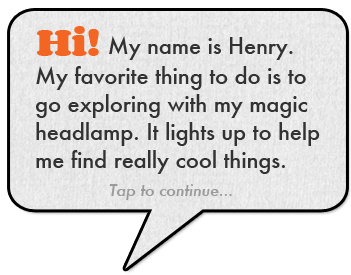 Hi! My name is Henry.
My favorite thing to do is to
go exploring with my magic
headlamp. It lights up to help
me find really cool things.
Tap to continue...